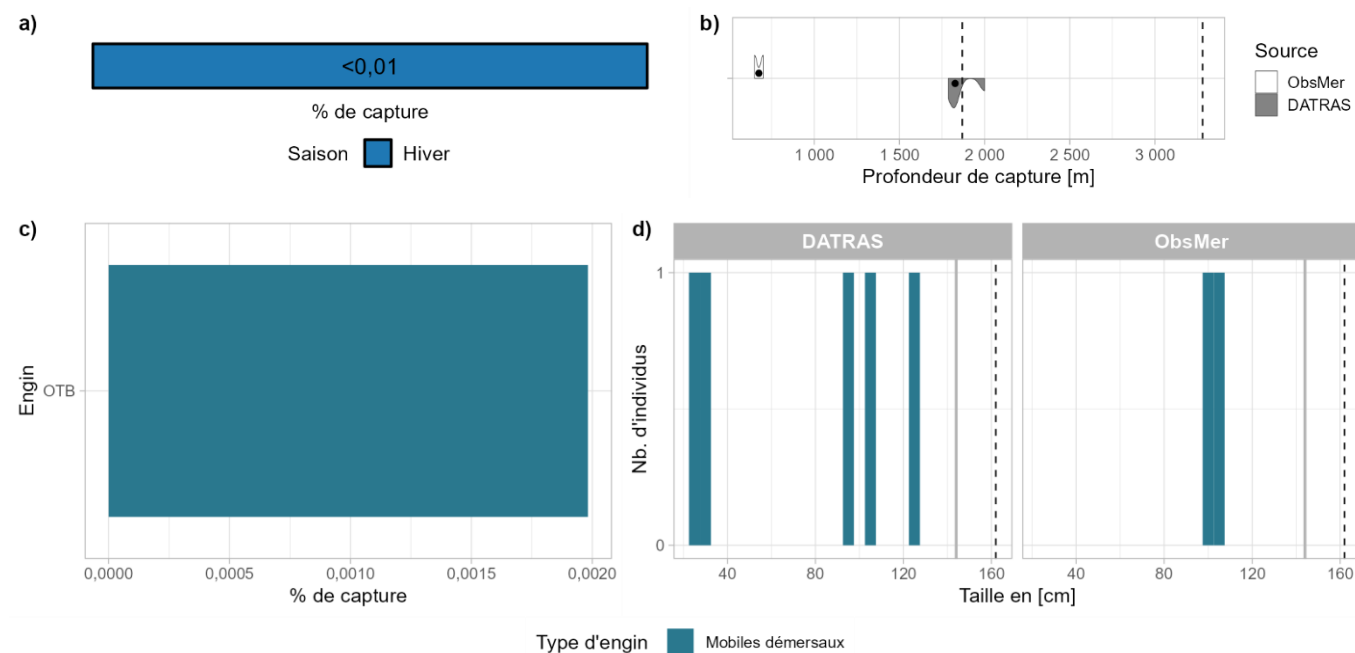 a)
<0,01
% de capture
Saison Hiver
b)
1 000 1 500 2 000 2 500 3 000
Profondeur de capture [m]
Source
ObsMer
DATRAS
c)
Engin
OTB
0,0000 0,0005 0,0010 0,0015 0,0020
% de capture
d)
DATRAS ObsMer
Nb. d'individus
1
0
40 80 120 160 40 80 120 160
Taille en [cm]
Type d'engin Mobiles démersaux